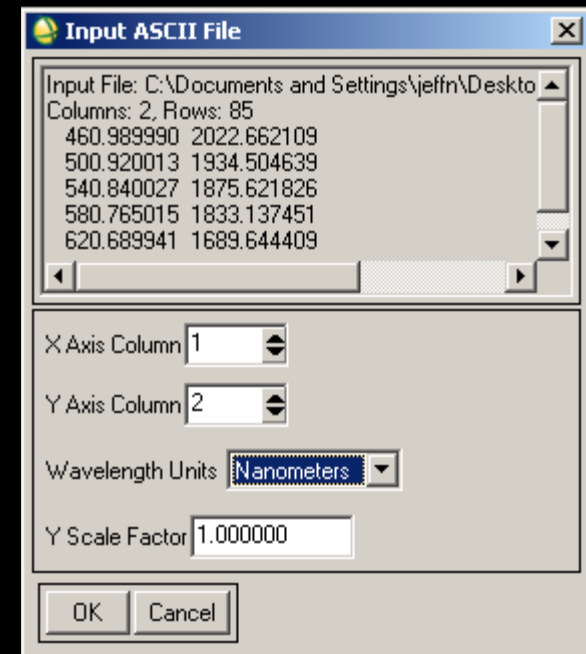 Input ASCII File
Input File: C:\Documents and Settings\jeffn\Deskto
Columns: 2, Rows: 85
460.989990 2022.662109
500.920013 1934.504639
540.840027 1875.621826
580.765015 1833.137451
620.689941 1689.644409
X Axis Column 1
Y Axis Column 2
Wavelength Units Nanometers
Y Scale Factor 1.000000
OK Cancel